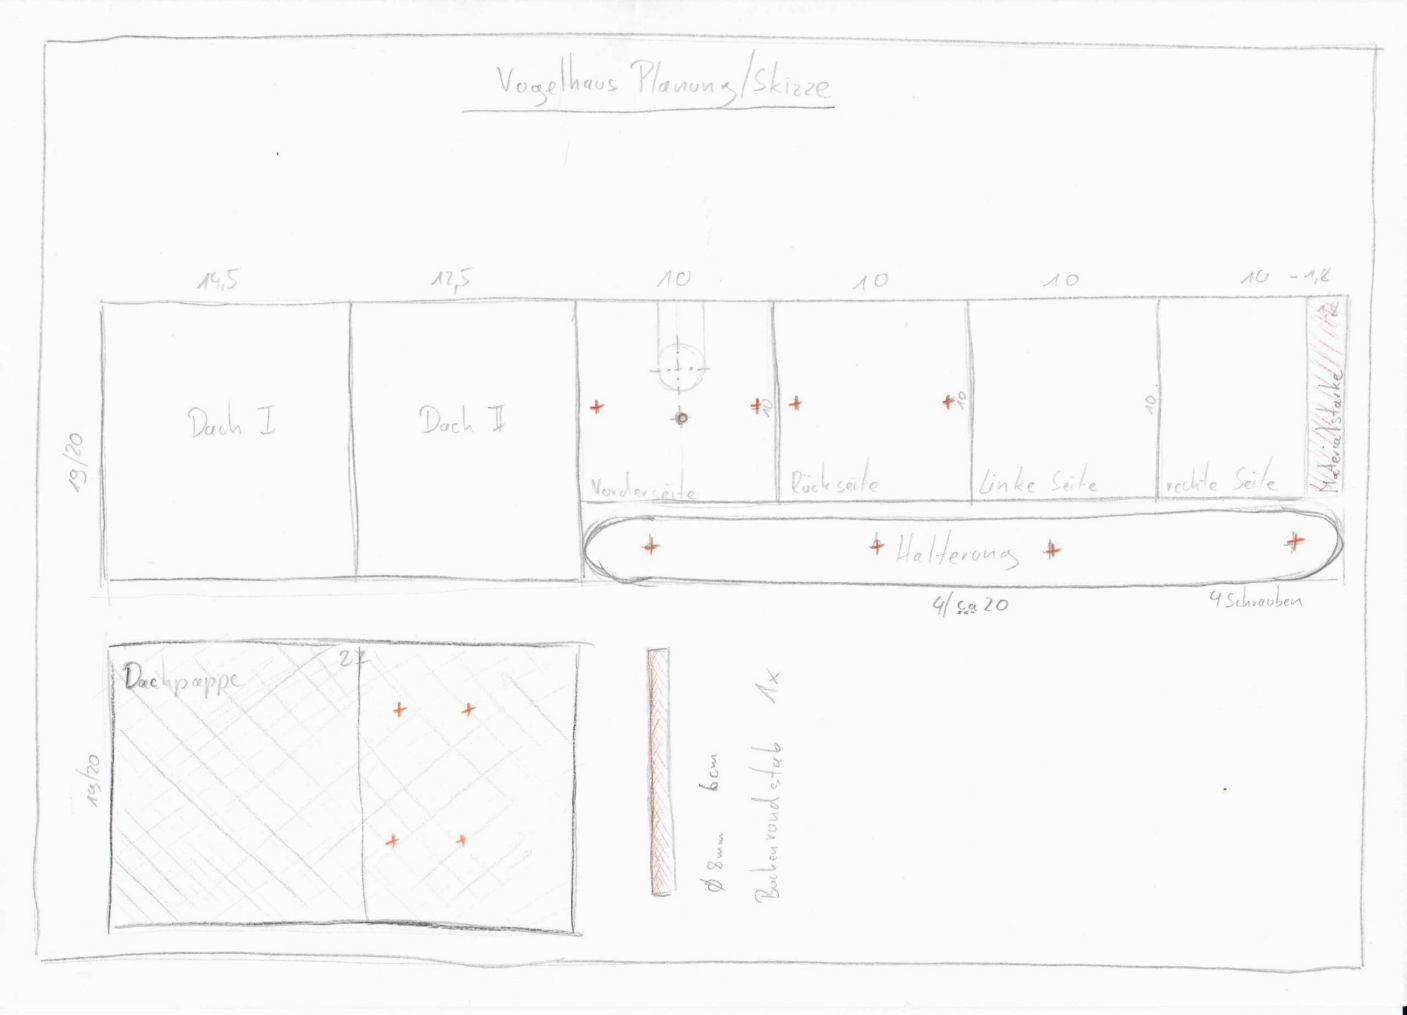 Vogelhaus Planung/Skizze
14,5 12,5 10 10 10 10 -1,8
Dach I
Dach II
19/20
10
10
10
Vorderseite
Rückseite
Linke Seite
rechte Seite
Materialstärke
Halterung
4/ca 20
4 Schrauben
Dachpappe
27
19/20
Ø 8mm 6cm
Buchenrundstab 1x